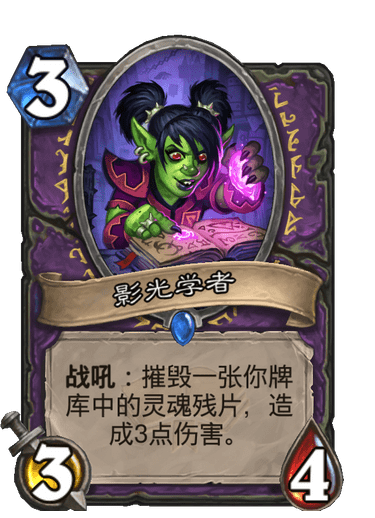 3
影光学者
战吼：摧毁一张你牌
库中的灵魂残片，造
成3点伤害。
3
4